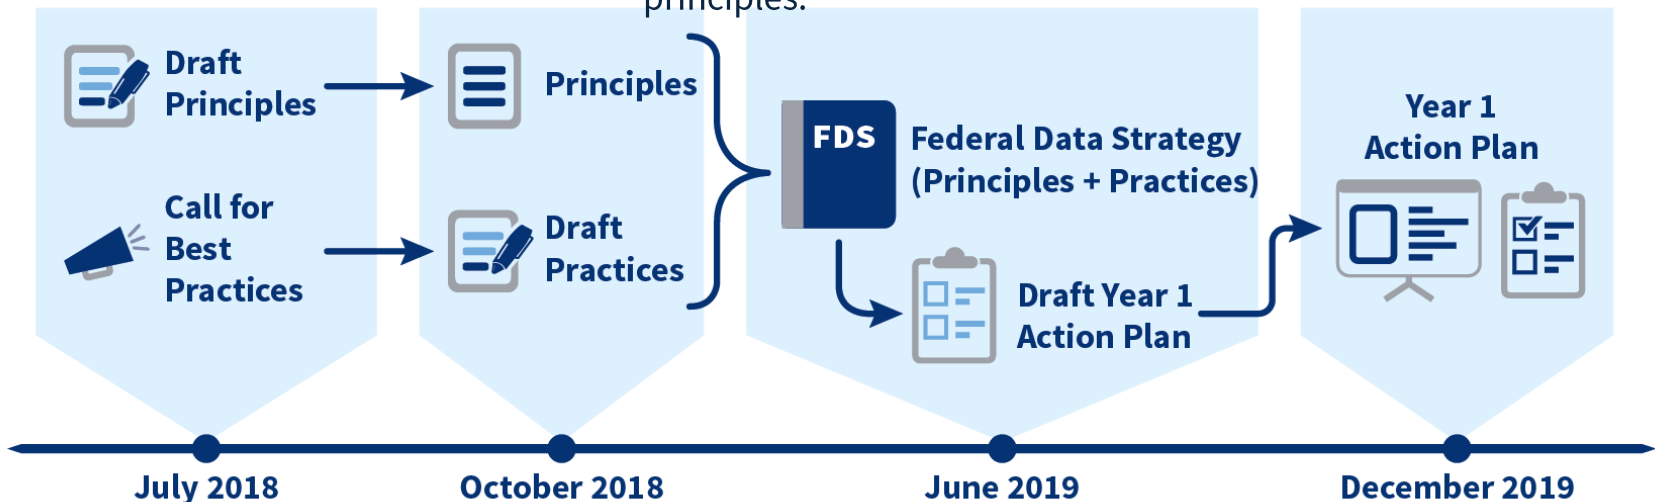 principles.
Draft
Principles
Call for
Best
Practices
Principles
Draft
Practices
FDS
Federal Data Strategy
(Principles + Practices)
Draft Year 1
Action Plan
Year 1
Action Plan
July 2018
October 2018
June 2019
December 2019